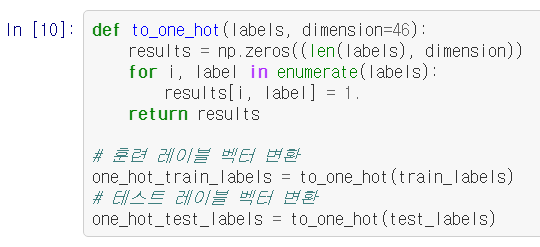 In [10]: def to_one_hot(labels, dimension=46):
results = np.zeros((len(labels), dimension))
for i, label in enumerate(labels):
results[i, label] = 1.
return results
# 훈련 레이블 벡터 변환
one_hot_train_labels = to_one_hot(train_labels)
# 테스트 레이블 벡터 변환
one_hot_test_labels = to_one_hot(test_labels)